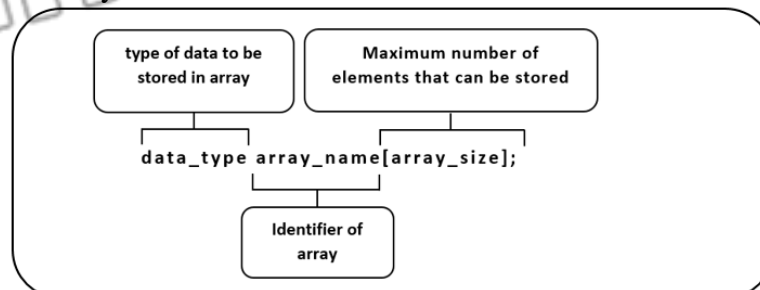 type of data to be
stored in array
Maximum number of
elements that can be stored
data_type array_name[array_size];
Identifier of
array